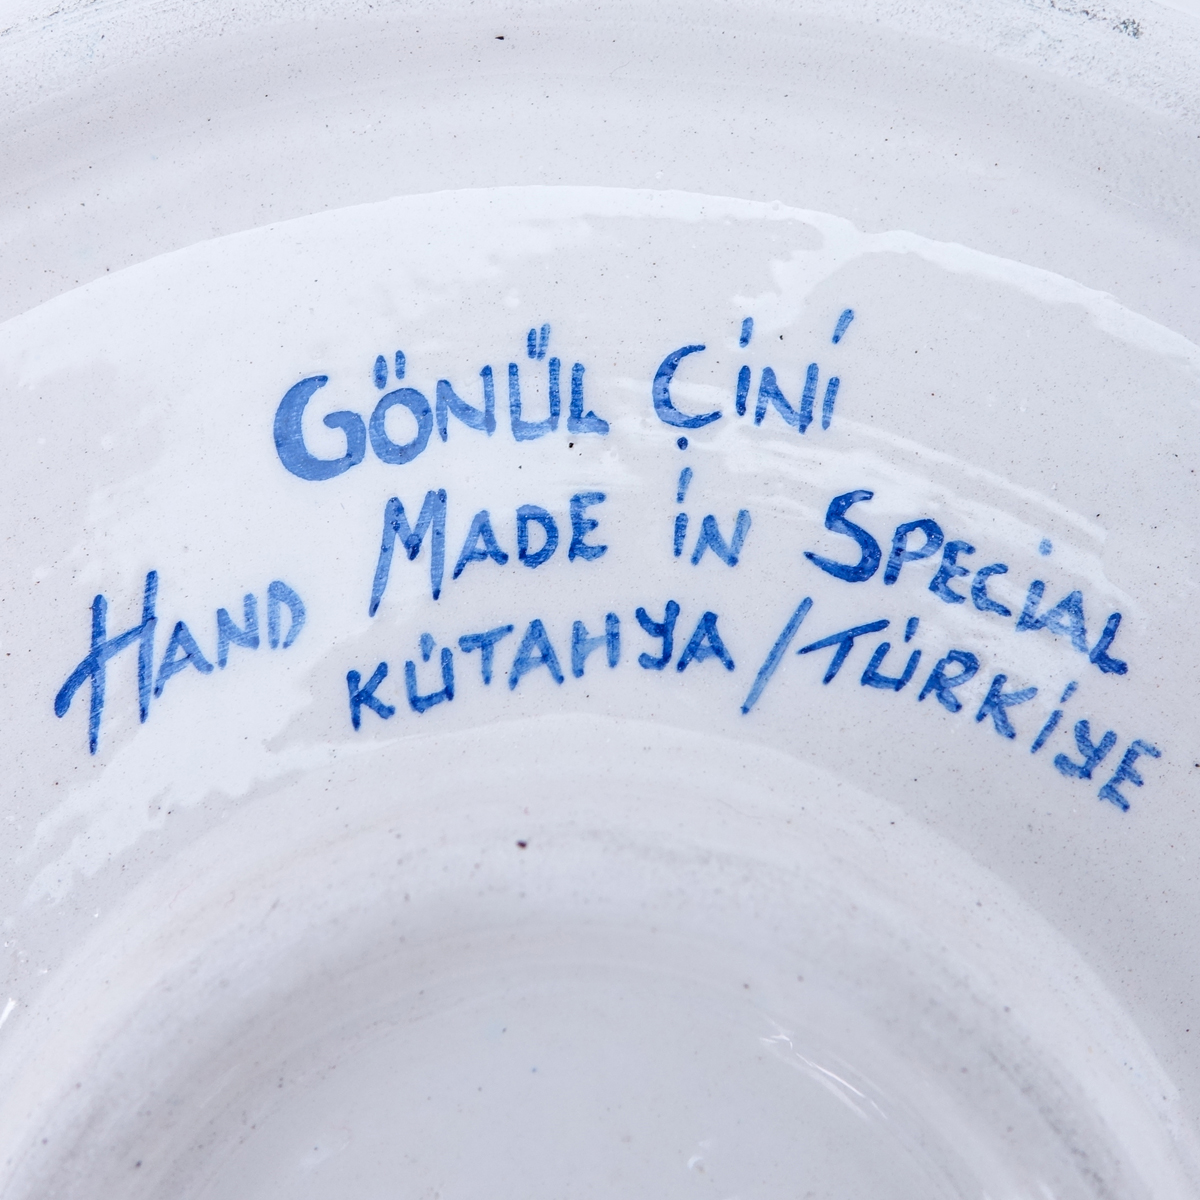 GÖNÜL ÇİNİ
HAND MADE İN SPECİAL
KÜTAHYA/TÜRKİYE